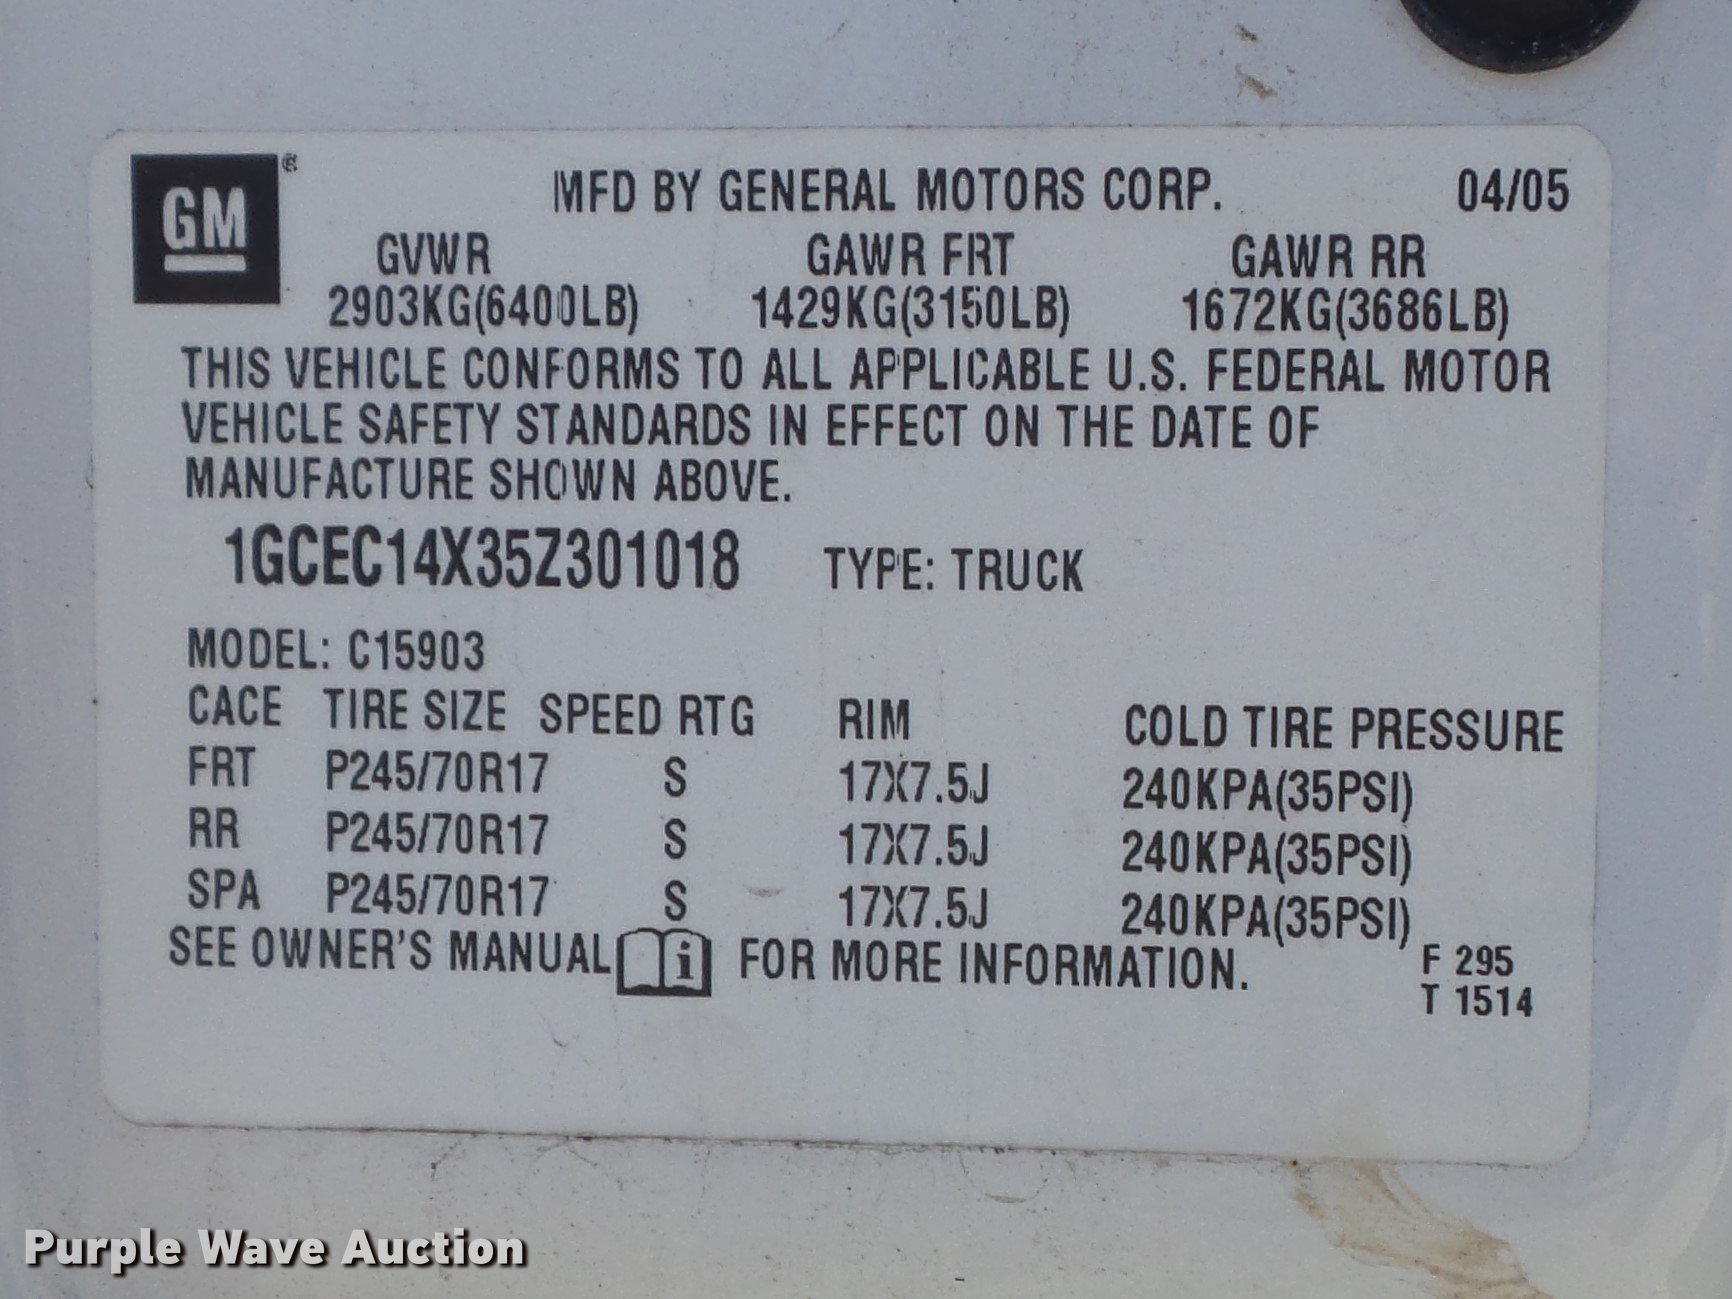 GM ®
MFD BY GENERAL MOTORS CORP. 04/05
GVWR GAWR FRT GAWR RR
2903KG(6400LB) 1429KG(3150LB) 1672KG(3686LB)
THIS VEHICLE CONFORMS TO ALL APPLICABLE U.S. FEDERAL MOTOR
VEHICLE SAFETY STANDARDS IN EFFECT ON THE DATE OF
MANUFACTURE SHOWN ABOVE.
1GCEC14X35Z301018 TYPE: TRUCK
MODEL: C15903
CACE TIRE SIZE SPEED RTG RIM COLD TIRE PRESSURE
FRT P245/70R17 S 17X7.5J 240KPA(35PSI)
RR P245/70R17 S 17X7.5J 240KPA(35PSI)
SPA P245/70R17 S 17X7.5J 240KPA(35PSI)
SEE OWNER'S MANUAL i FOR MORE INFORMATION.
F 295
T 1514
Purple Wave Auction